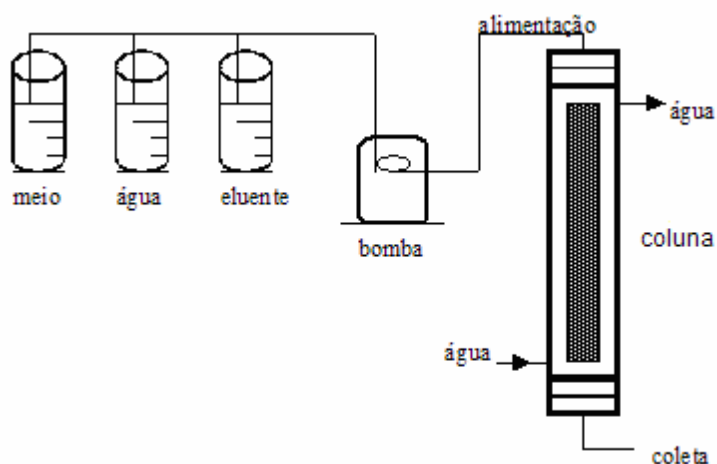 alimentação
água
meio
água
eluente
coluna
bomba
água
coleta